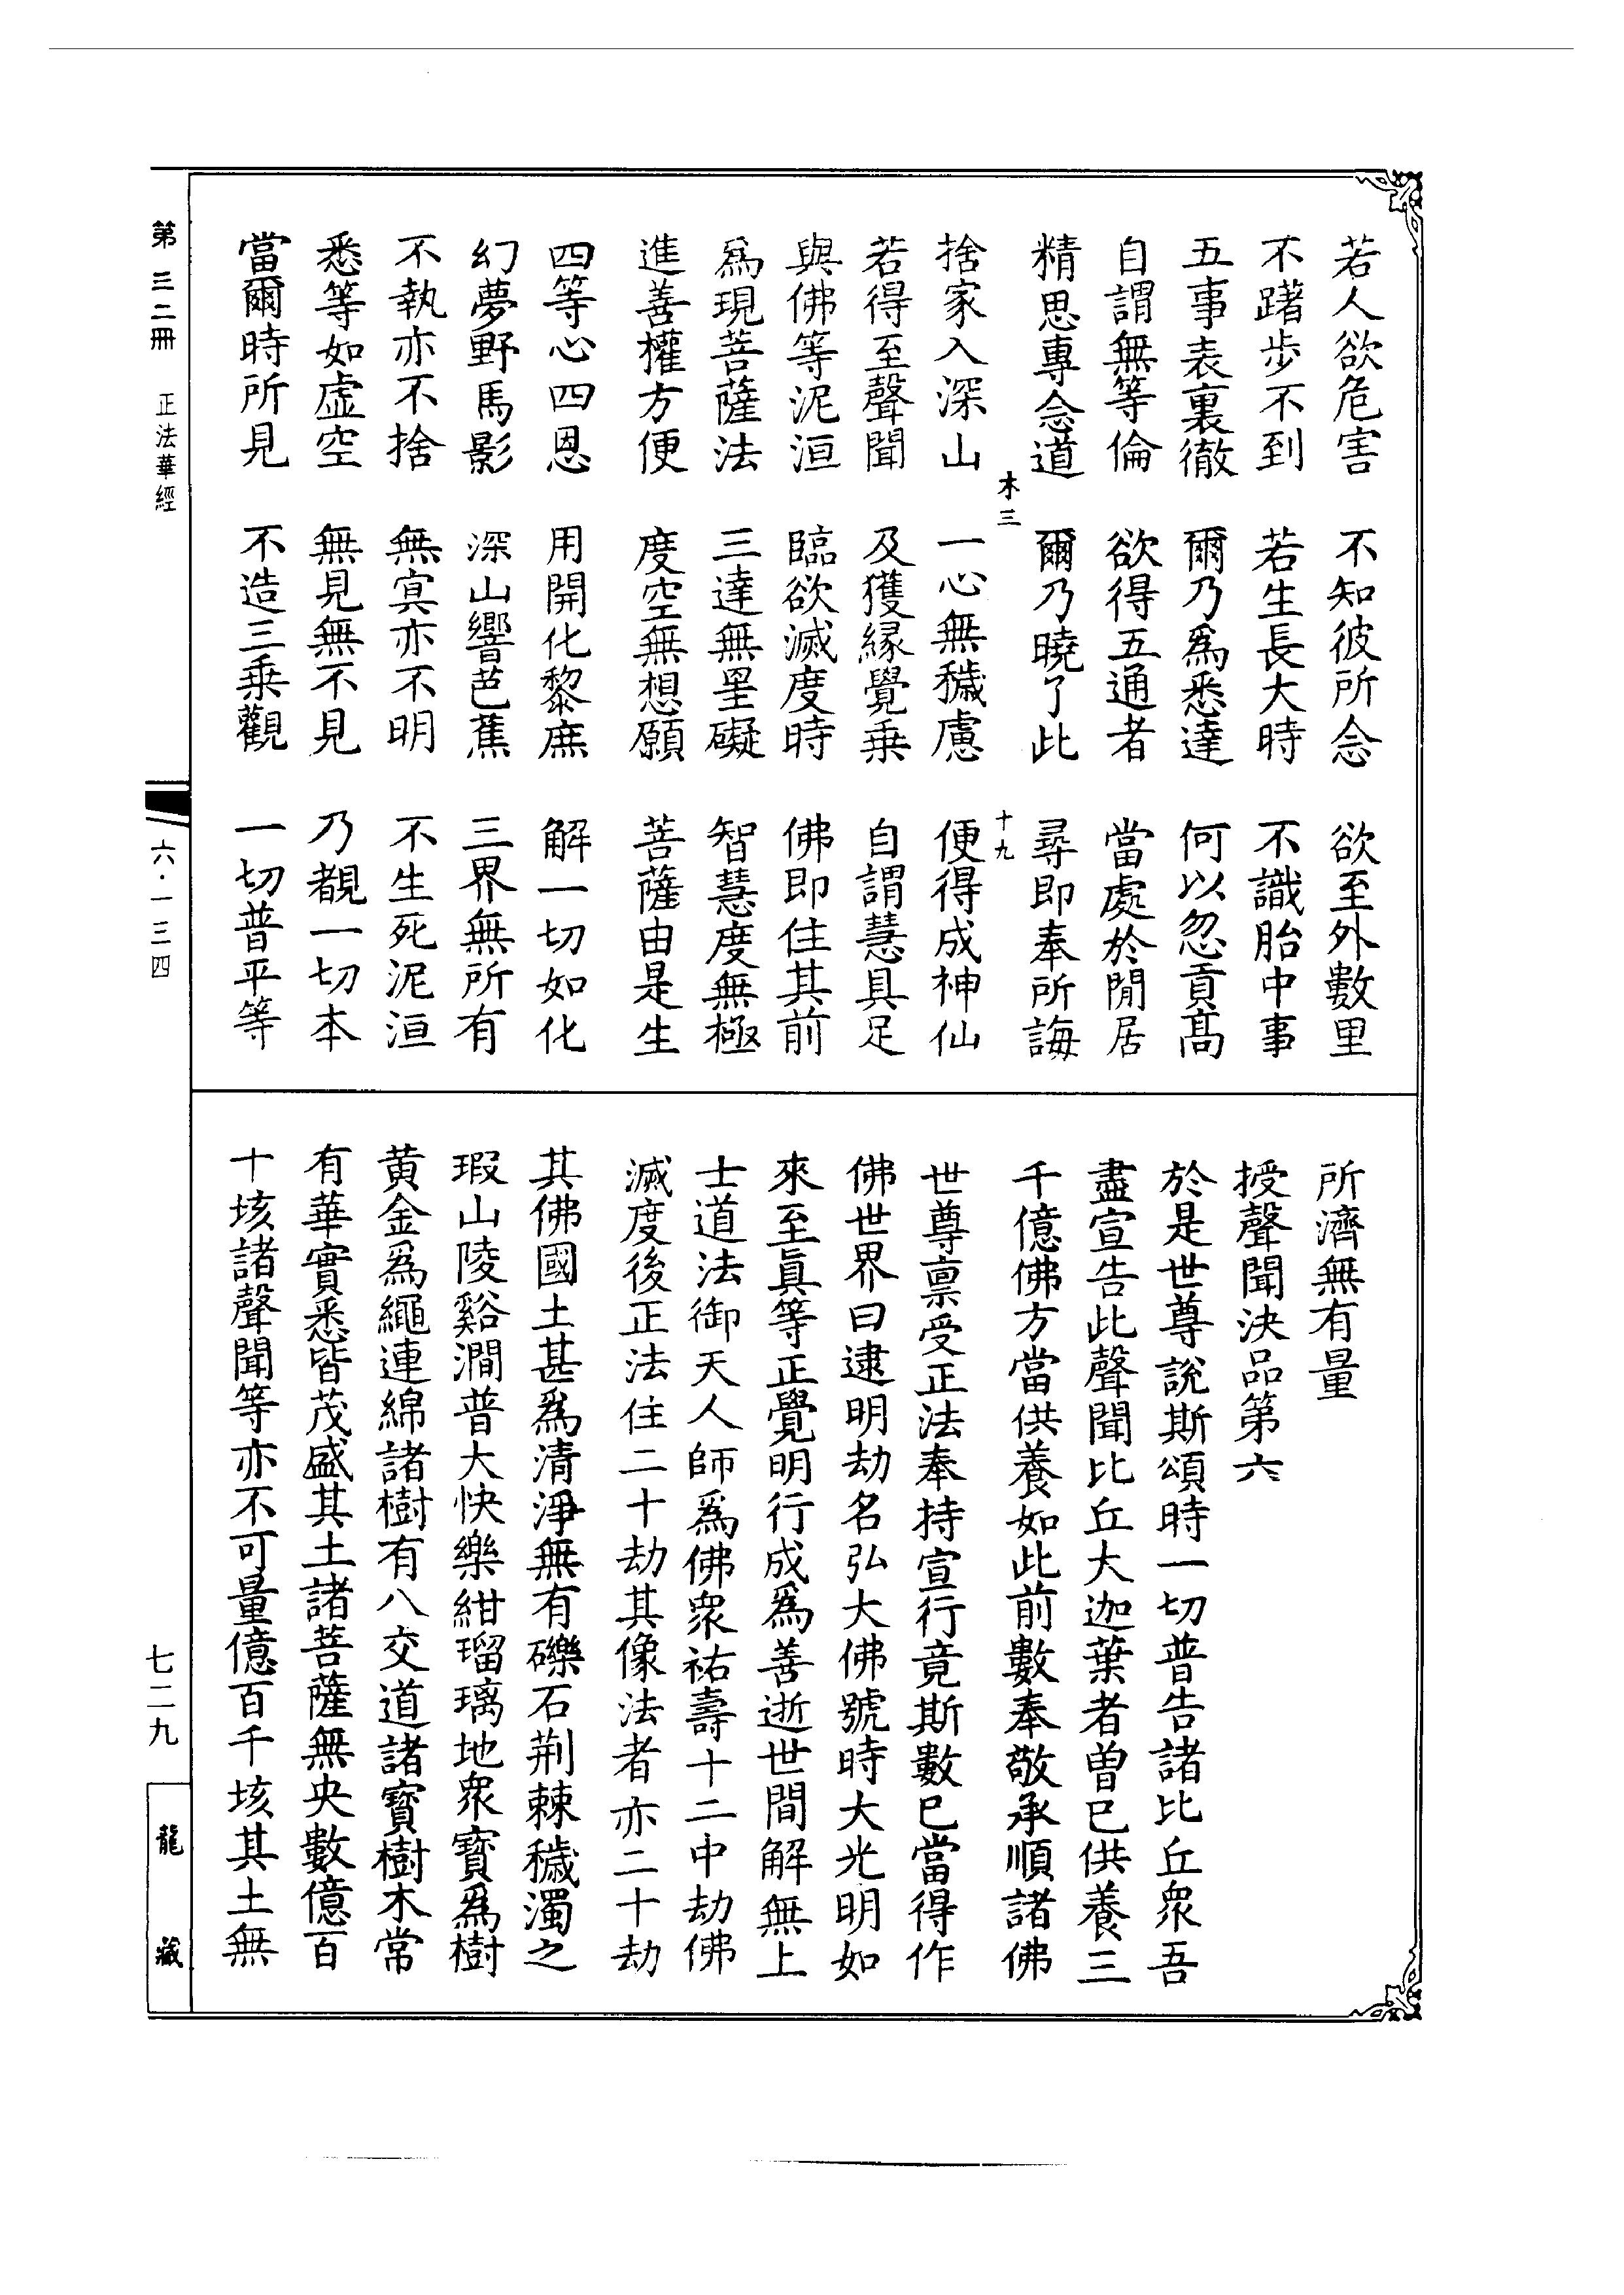 若人欲危害　不知彼所念　欲至外數里
不躇步不到　若生長大時　不識胎中事
五事表裏徹　爾乃爲悉達　何以忽貢高
自謂無等倫　欲得五通者　當處於閒居
精思專念道　爾乃曉了此　尋即奉所誨
本三　十九
捨家入深山　一心無穢慮　便得成神仙
若得至聲聞　及獲緣覺乗　自謂慧具足
與佛等泥洹　臨欲滅度時　佛即住其前
爲現菩薩法　三達無罣礙　智慧度無極
進善權方便　度空無想願　菩薩由是生
四等心四恩　用開化黎庶　解一切如化
幻夢野馬影　深山響芭蕉　三界無所有
不執亦不捨　無冥亦不明　不生死泥洹
悉等如虛空　無見無不見　乃覩一切本
當爾時所見　不造三乗觀　一切普平等
所濟無有量
授聲聞決品第六
於是世尊說斯頌時一切普告諸比丘衆吾
盡宣告此聲聞比丘大迦葉者曽已供養三
千億佛方當供養如此前數奉敬承順諸佛
世尊禀受正法奉持宣行竟斯數已當得作
佛世界曰逮明劫名弘大佛號時大光明如
來至眞等正覺明行成爲善逝世間解無上
士道法御天人師爲佛衆祐壽十二中劫佛
滅度後正法住二十劫其像法者亦二十劫
其佛國土甚爲清淨無有礫石荆棘穢濁之
瑕山陵谿澗普大快樂紺瑠璃地衆寳爲樹
黄金爲繩連綿諸樹有八交道諸寳樹木常
有華實悉皆茂盛其土諸菩薩無央數億百
十垓諸聲聞等亦不可量億百千垓其土無
第三二冊　正法華經
六·一三四
七二九
龍藏